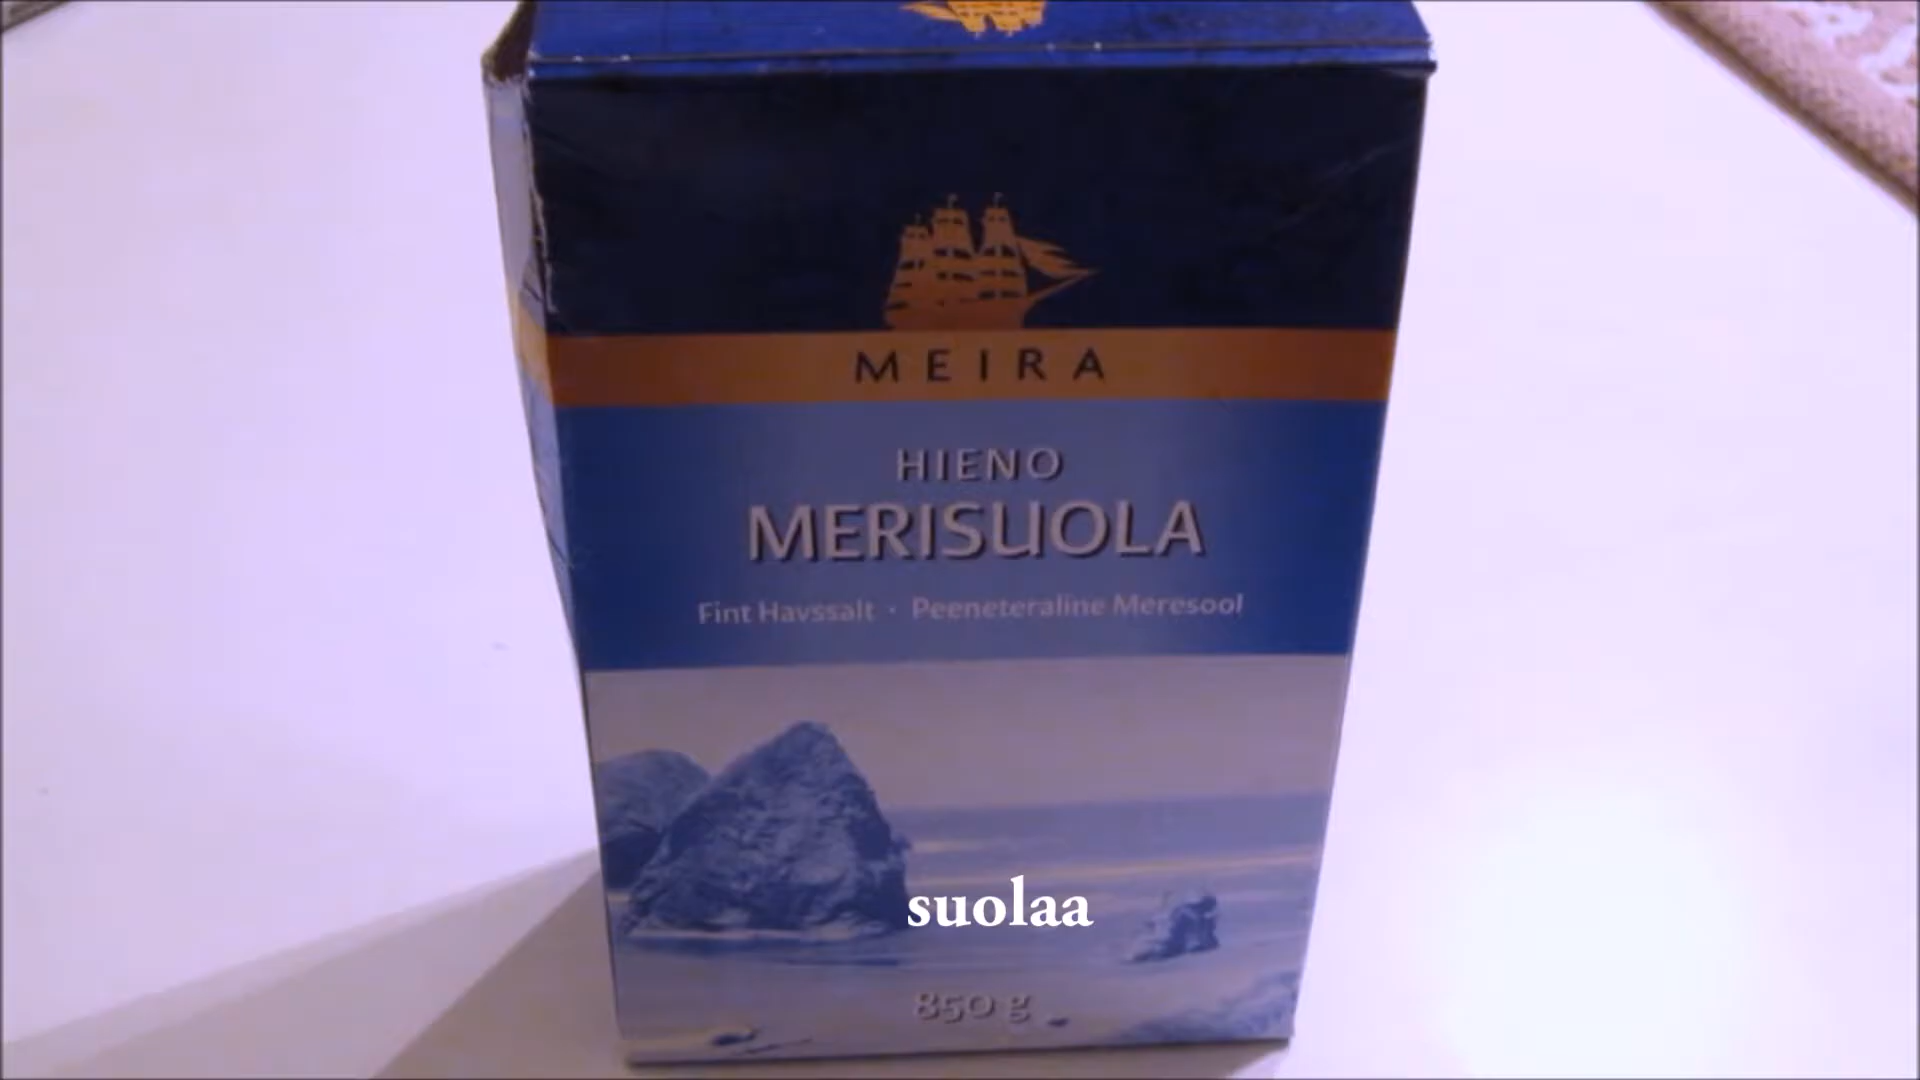 MEIRA
HIENO
MERISUOLA
Fint Havssalt · Peeneteraline Meresool
suolaa
850 g